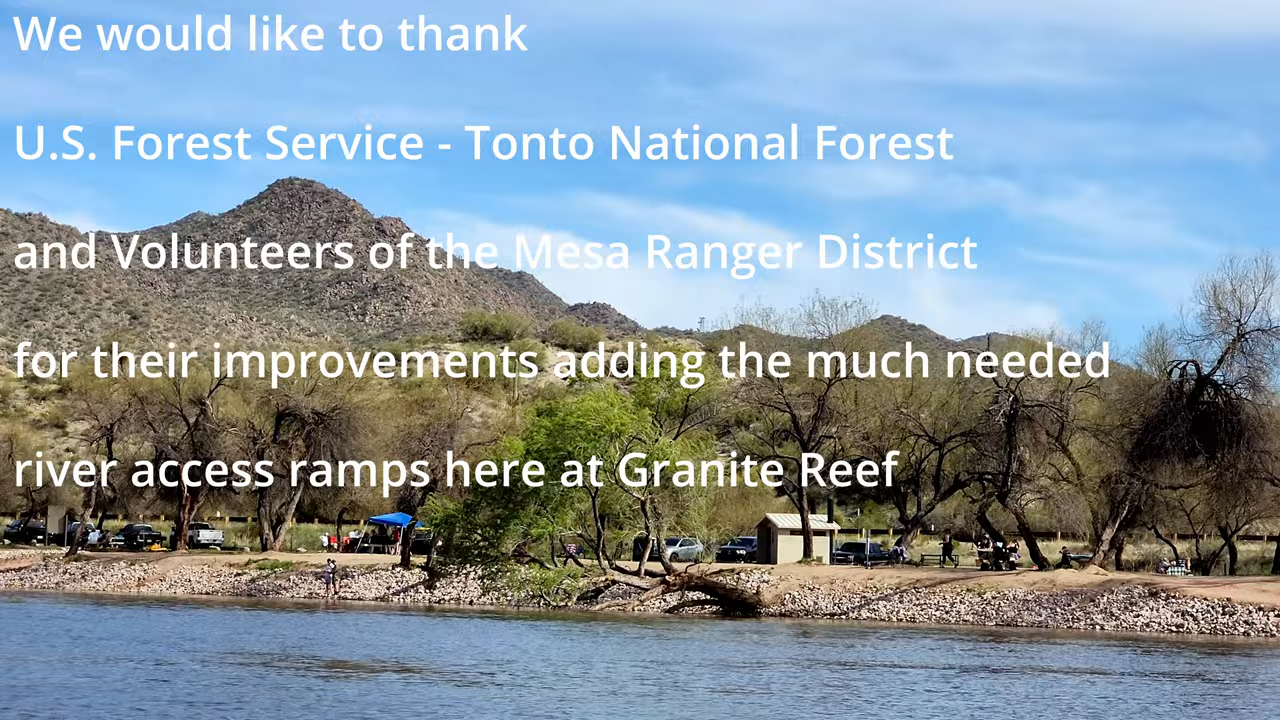 We would like to thank
U.S. Forest Service - Tonto National Forest
and Volunteers of the Mesa Ranger District
for their improvements adding the much needed
river access ramps here at Granite Reef